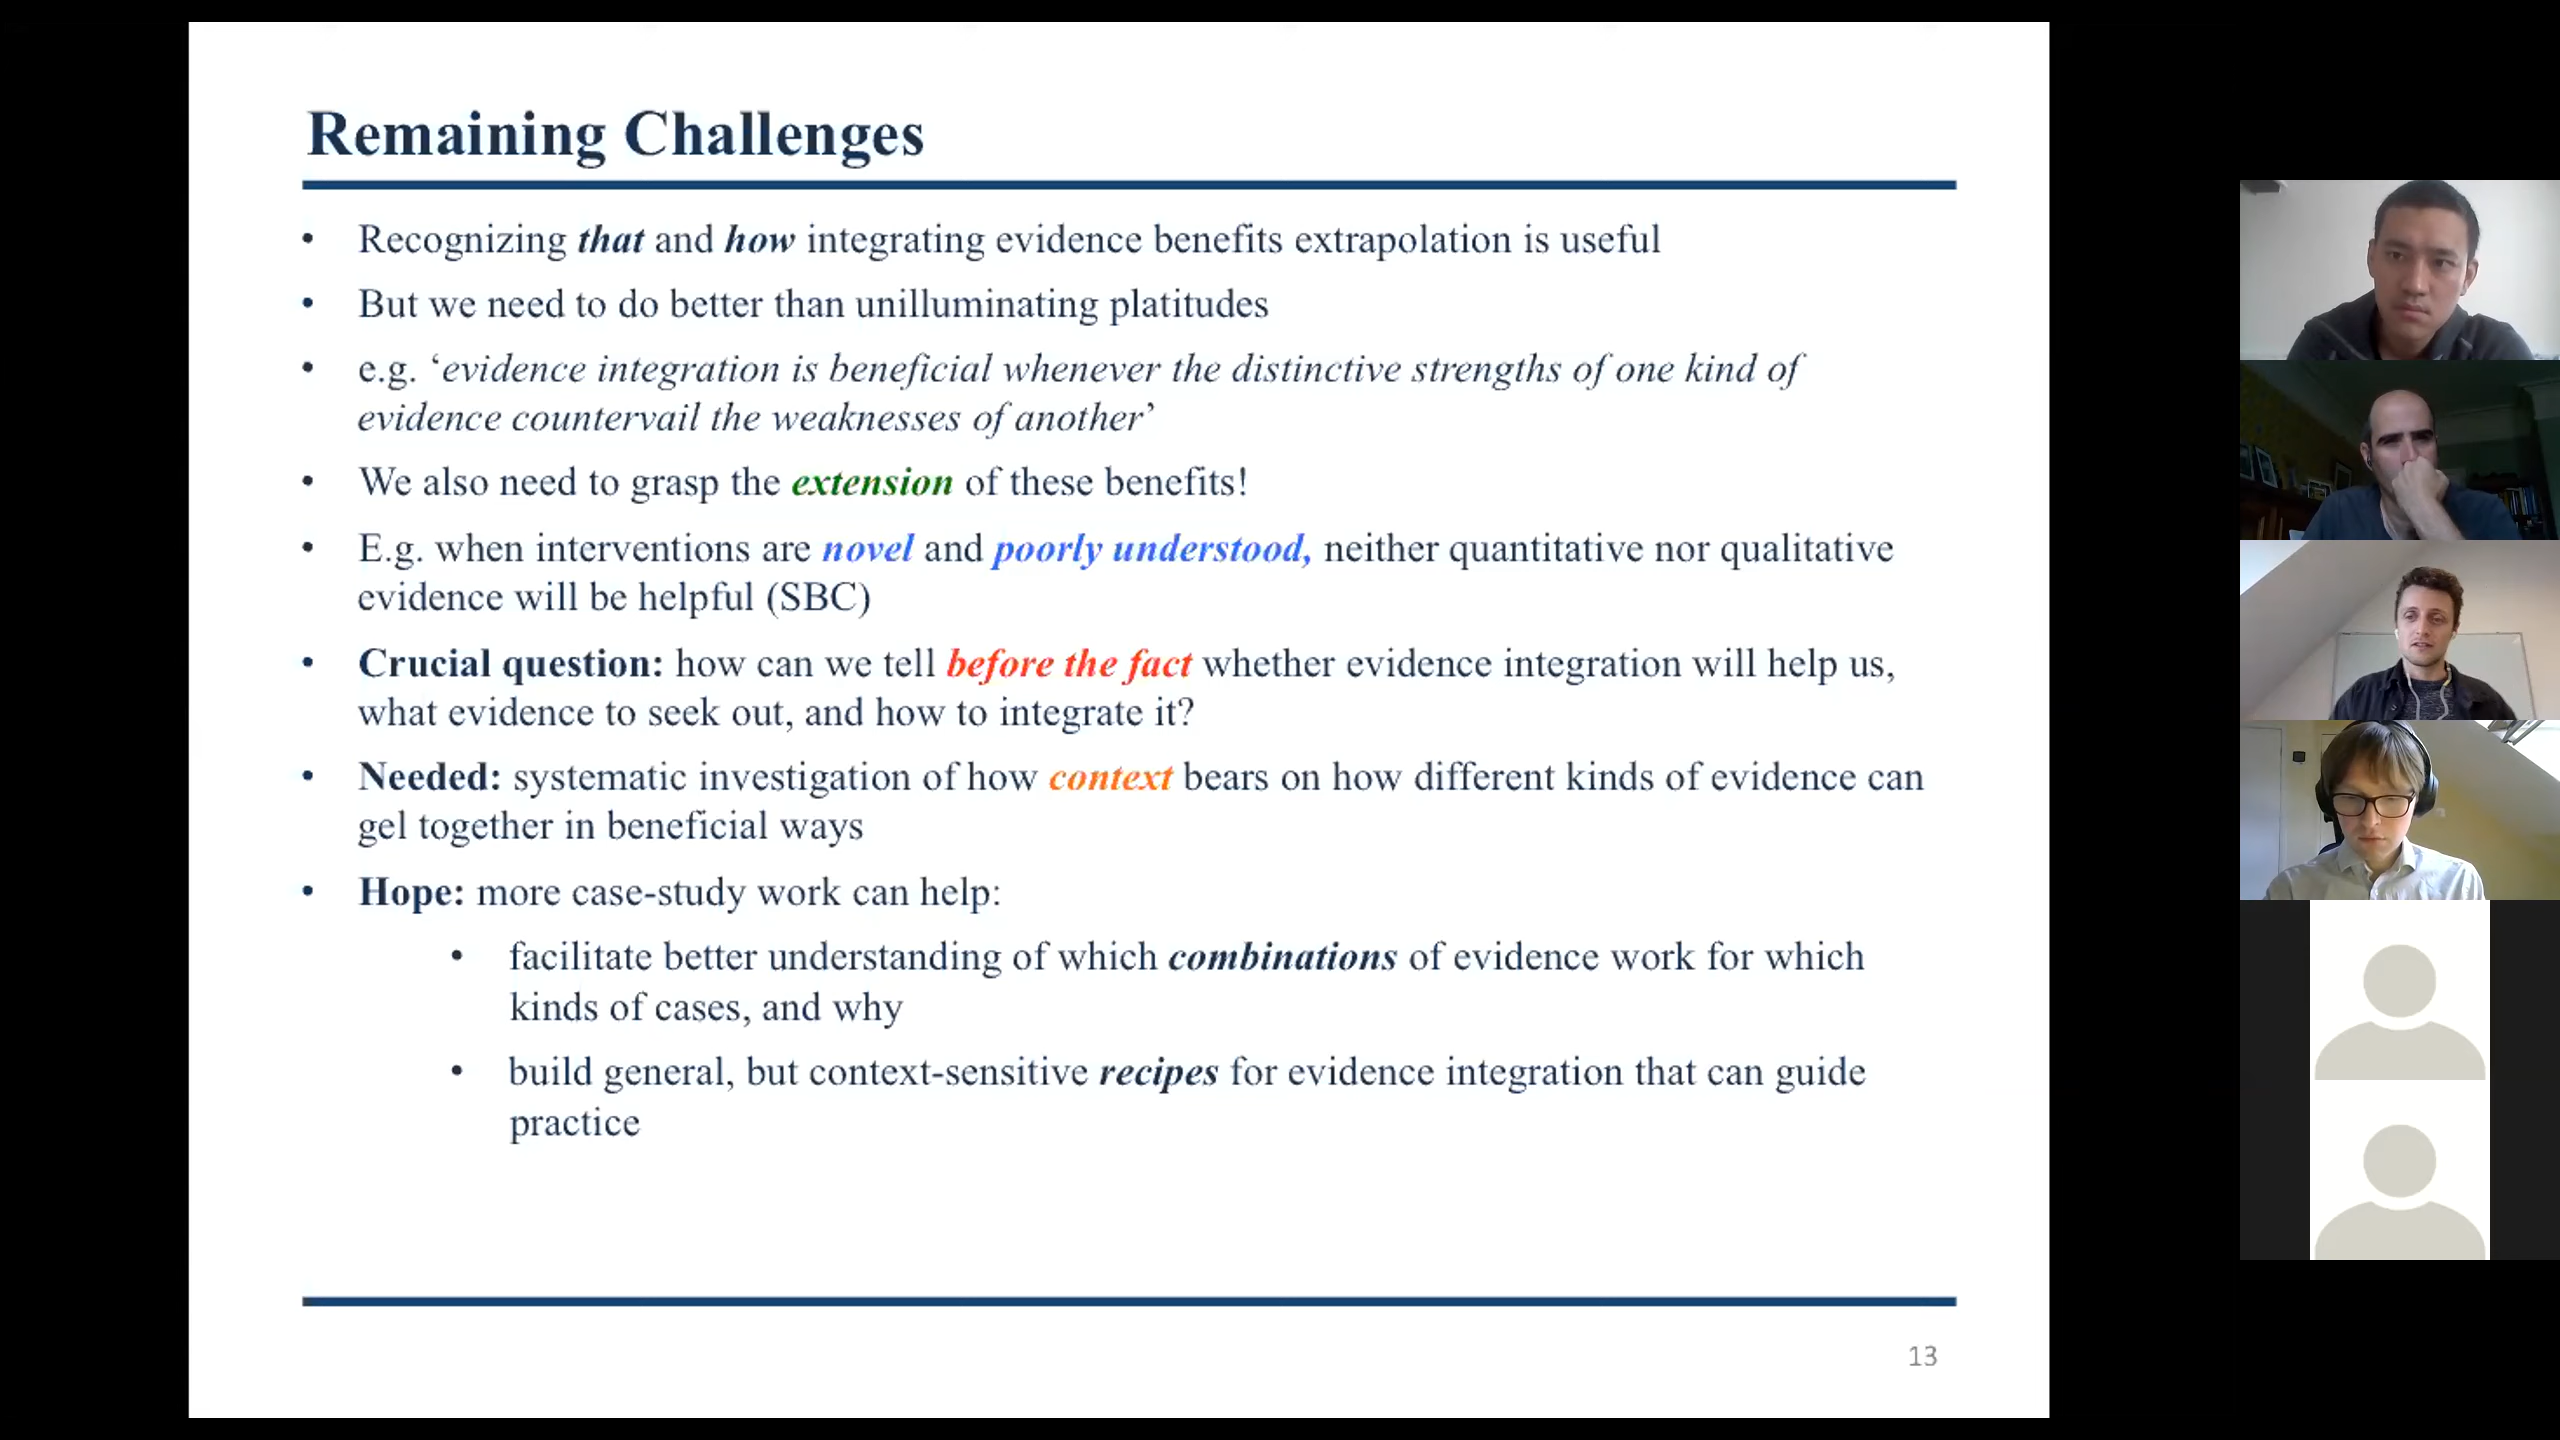 Remaining Challenges
• Recognizing that and how integrating evidence benefits extrapolation is useful
• But we need to do better than unilluminating platitudes
• e.g. ‘evidence integration is beneficial whenever the distinctive strengths of one kind of
evidence countervail the weaknesses of another’
• We also need to grasp the extension of these benefits!
• E.g. when interventions are novel and poorly understood, neither quantitative nor qualitative
evidence will be helpful (SBC)
• Crucial question: how can we tell before the fact whether evidence integration will help us,
what evidence to seek out, and how to integrate it?
• Needed: systematic investigation of how context bears on how different kinds of evidence can
gel together in beneficial ways
• Hope: more case-study work can help:
• facilitate better understanding of which combinations of evidence work for which
kinds of cases, and why
• build general, but context-sensitive recipes for evidence integration that can guide
practice
13